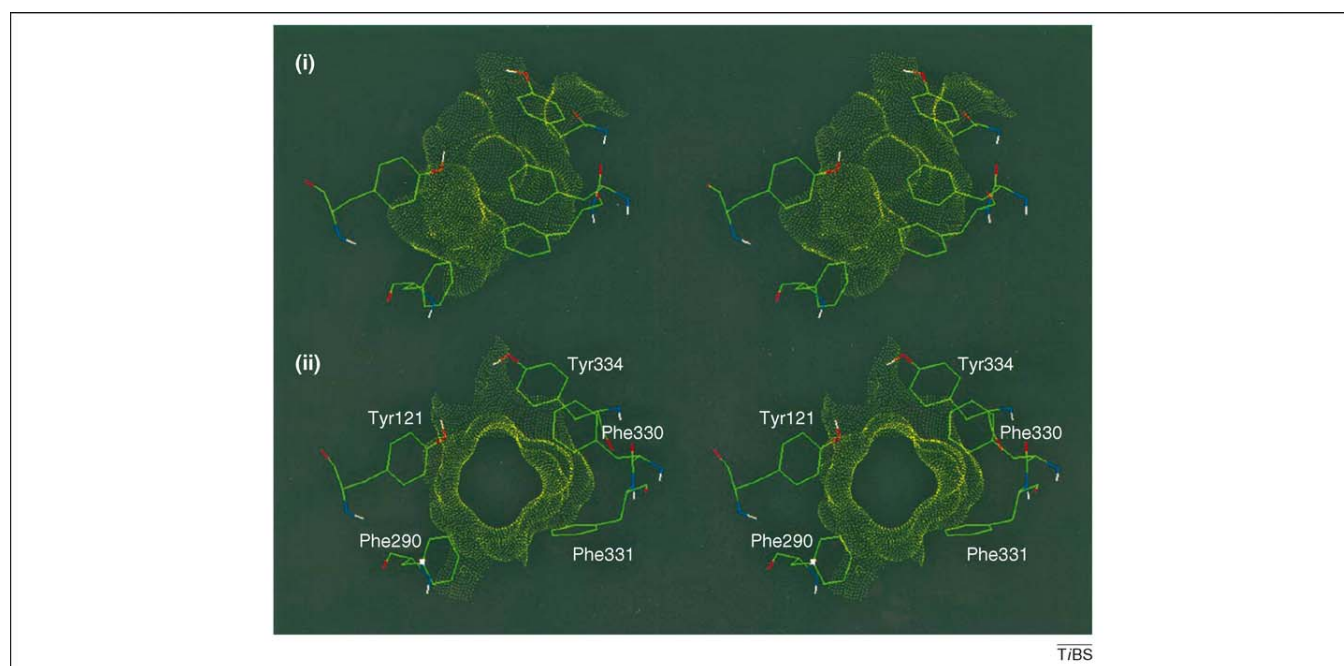 (i)
(ii)
Tyr334
Tyr334
Tyr121
Tyr121
Phe330
Phe330
Phe290
Phe290
Phe331
Phe331
TiBS